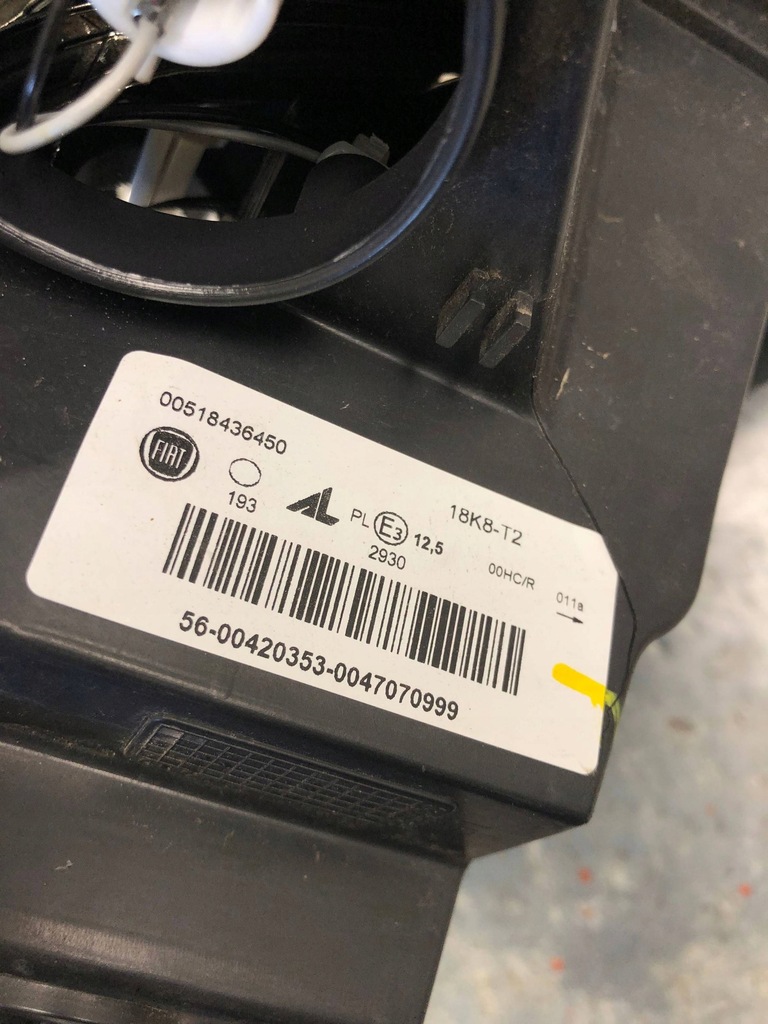 00518436450
FIAT
193
AL
PL E3 12,5
2930
18K8-T2
00HC/R
011a
56-00420353-0047070999